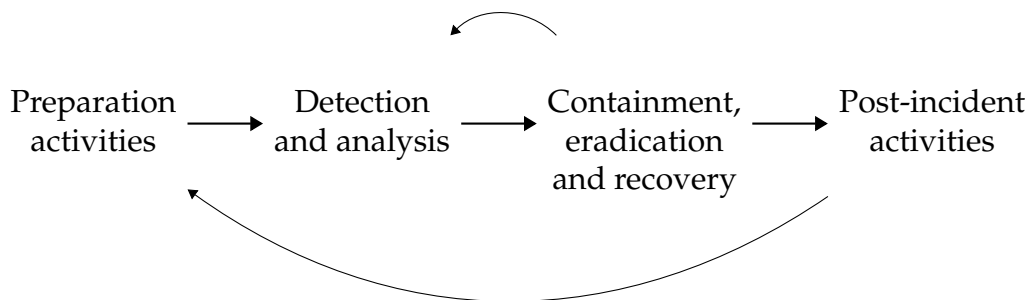 Preparation
activities
Detection
and analysis
Containment,
eradication
and recovery
Post-incident
activities